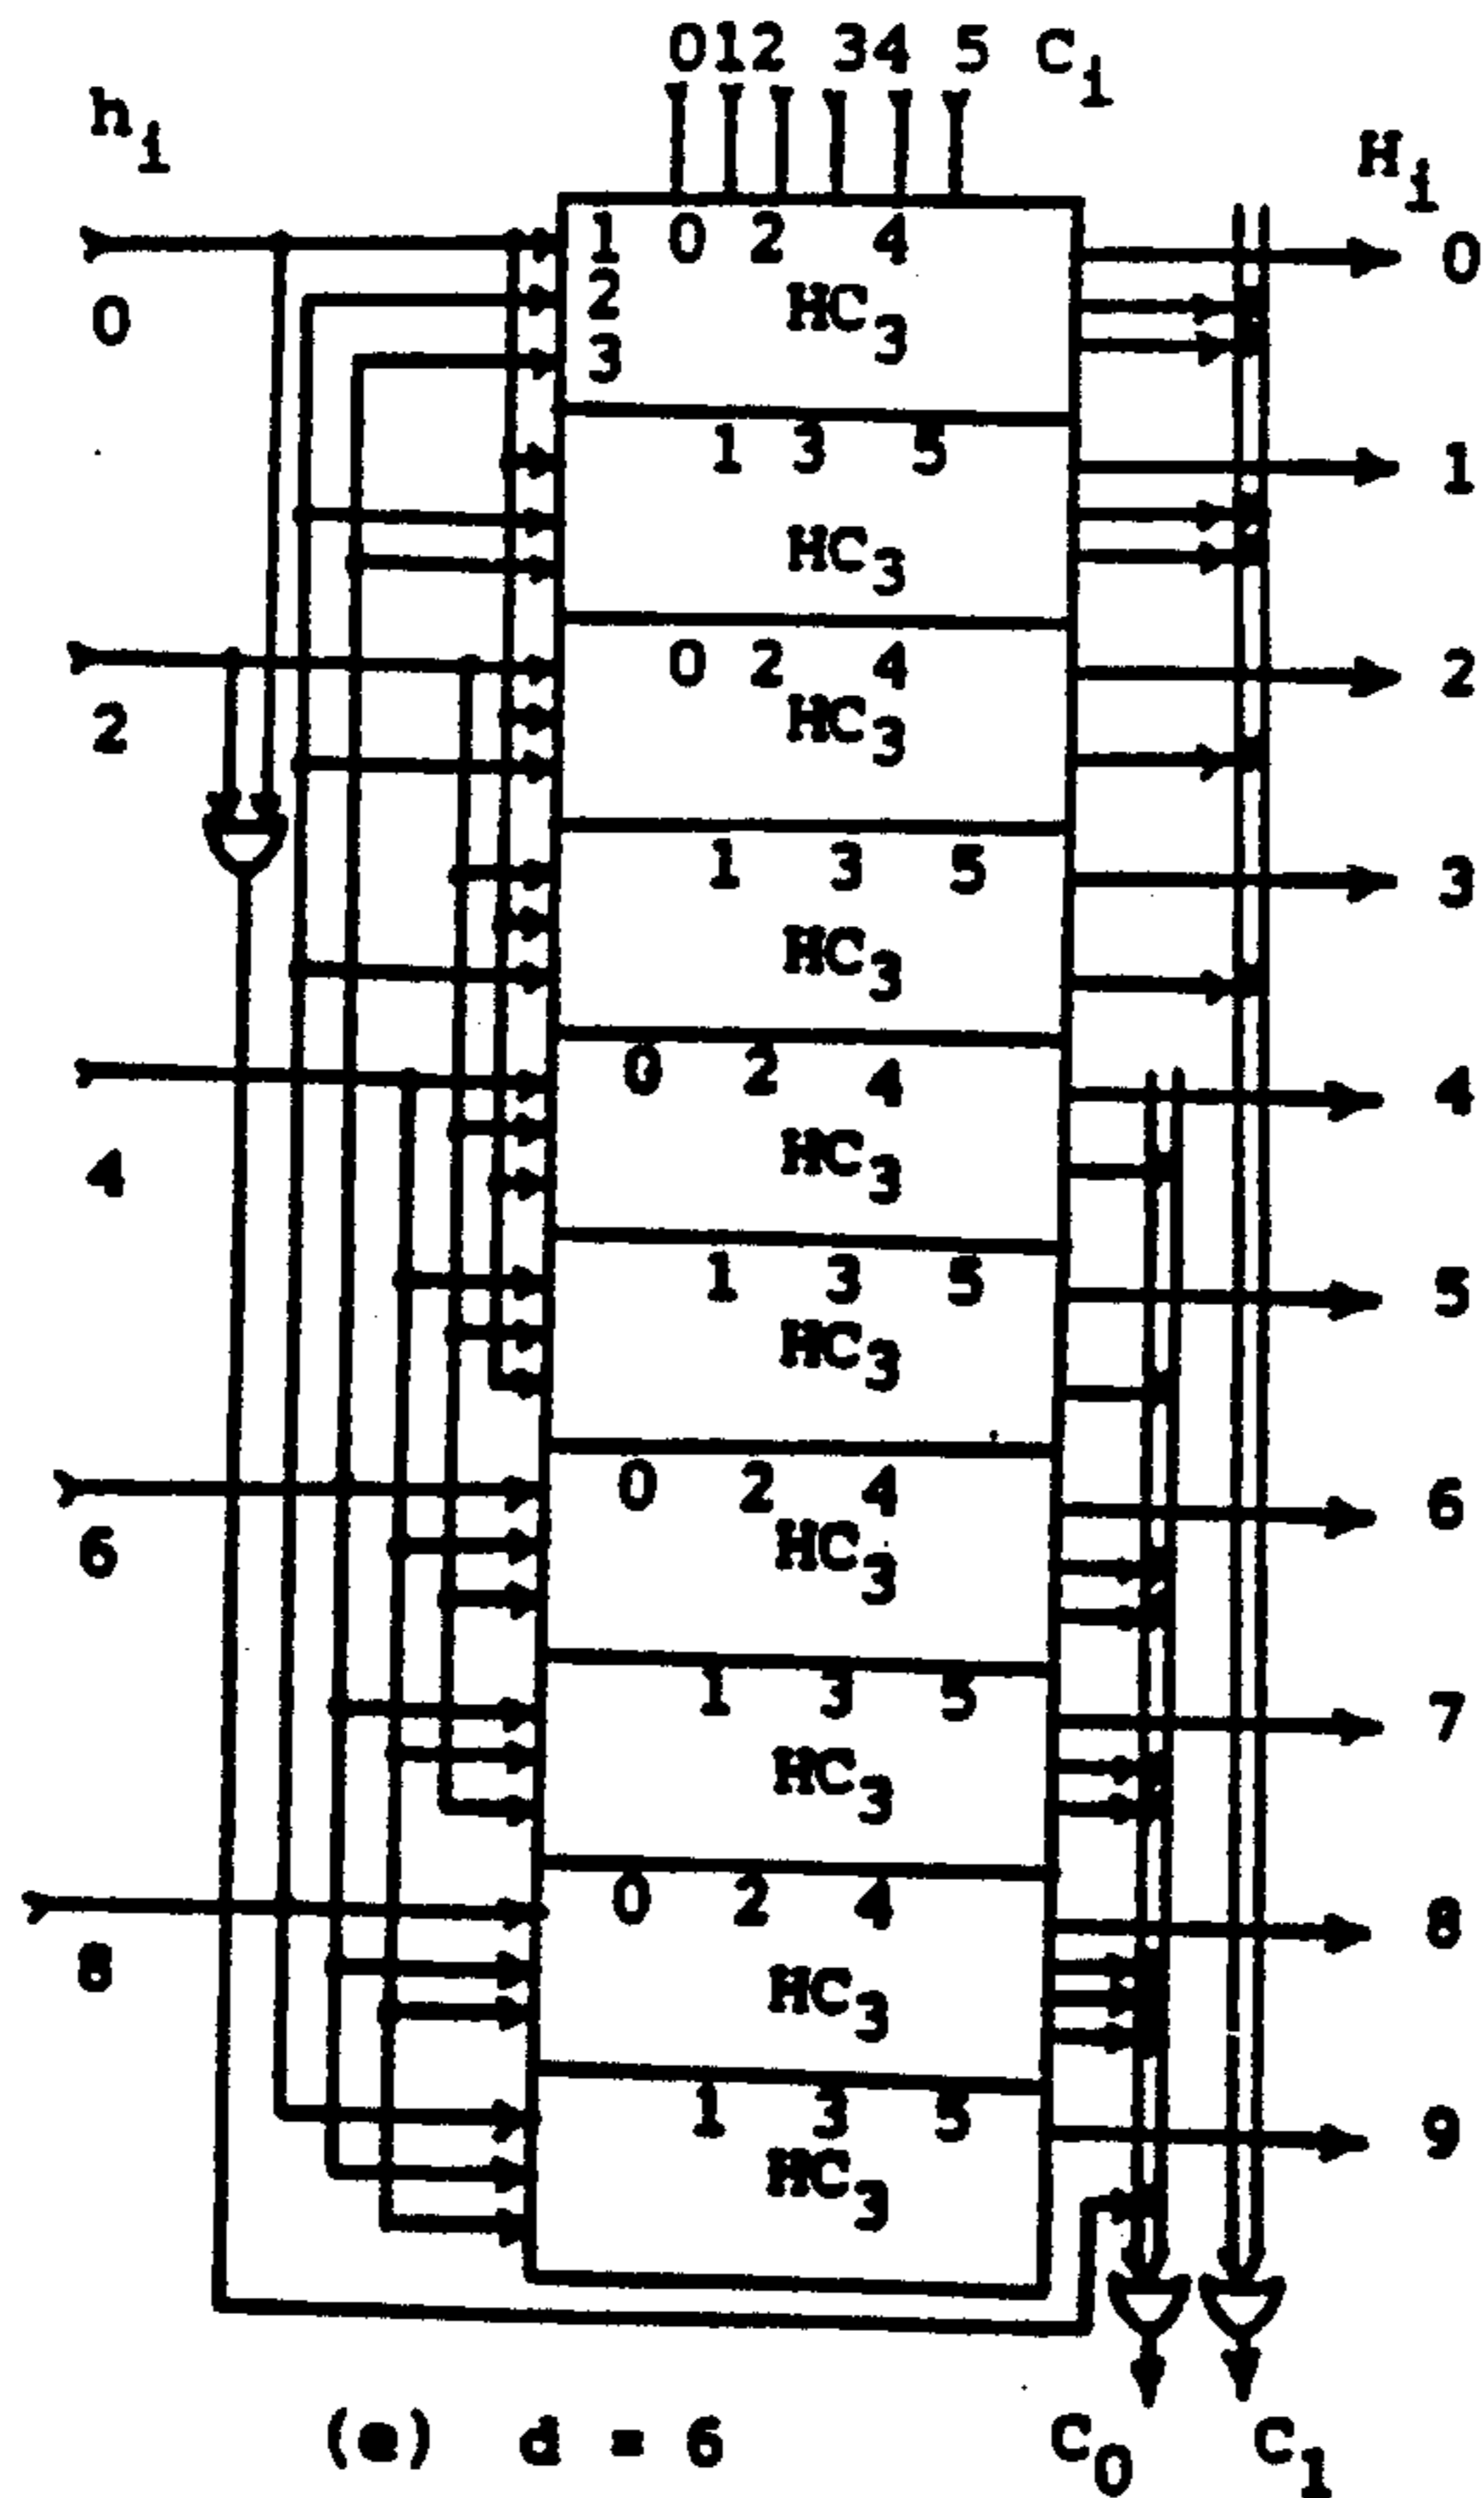 012 34 5 C1
hi Hi
1 0 2 4 0
2 HC3
0 3
1 3 5 1
HC3
0 2 4 2
2 HC3
1 3 5 3
HC3
0 2 4 4
4 HC3
1 3 5 5
HC3
0 2 4 6
6 HC3
1 3 5 7
HC3
0 2 4 8
8 HC3
1 3 5 9
HC3
(e) d = 6 C0 C1